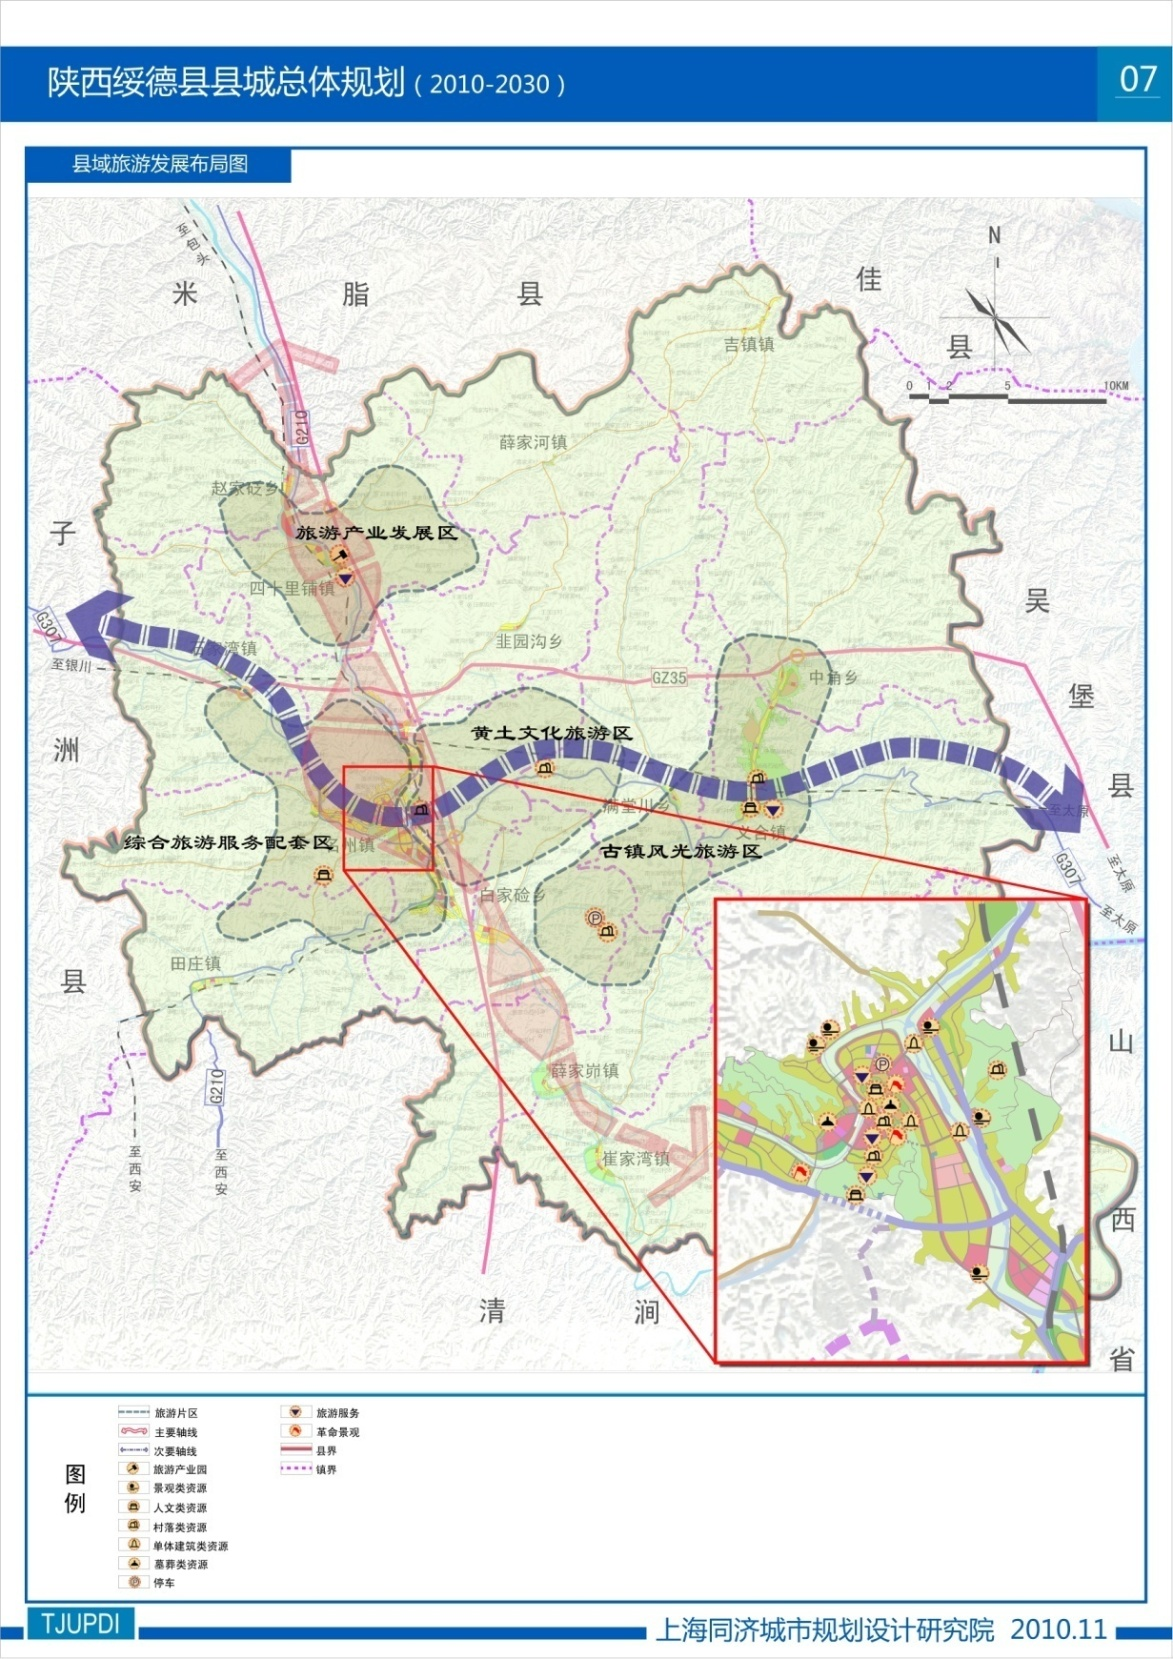 陕西绥德县县城总体规划（2010-2030）
07
县域旅游发展布局图
至包头
米 脂 县
佳 县
N
0 1 2 5 10KM
吉镇镇
G210
薛家河镇
赵家砭乡
旅游产业发展区
子 洲 县
四十里铺镇
吴 堡 县
G307
石家湾镇
韭园沟乡
至银川
GZ35
中角乡
黄土文化旅游区
满堂川乡
至太原
义合镇
综合旅游服务配套区
名州镇
古镇风光旅游区
G307
至太原
白家硷乡
至太原
田庄镇
山 西 省
G210
薛家峁镇
至西安
至西安
崔家湾镇
清 涧
图例
旅游片区
主要轴线
次要轴线
旅游产业园
景观类资源
人文类资源
村落类资源
单体建筑类资源
墓葬类资源
停车
旅游服务
革命景观
县界
镇界
TJUPDI
上海同济城市规划设计研究院 2010.11